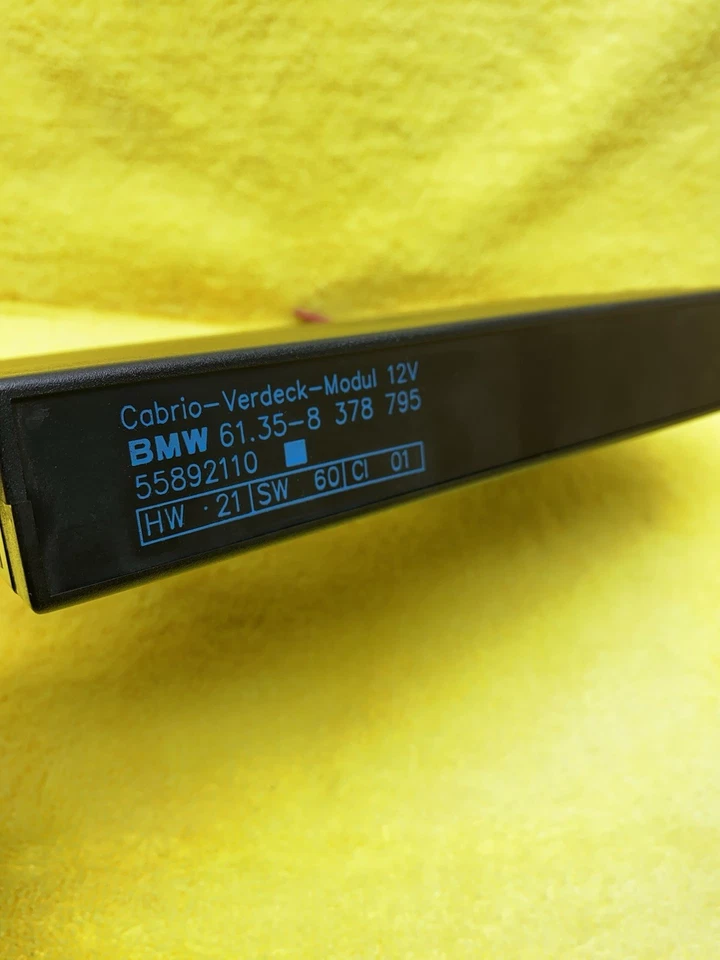 Cabrio-Verdeck-Modul 12V
BMW 61.35-8 378 795
55892110
HW · 21 SW 60 CI 01